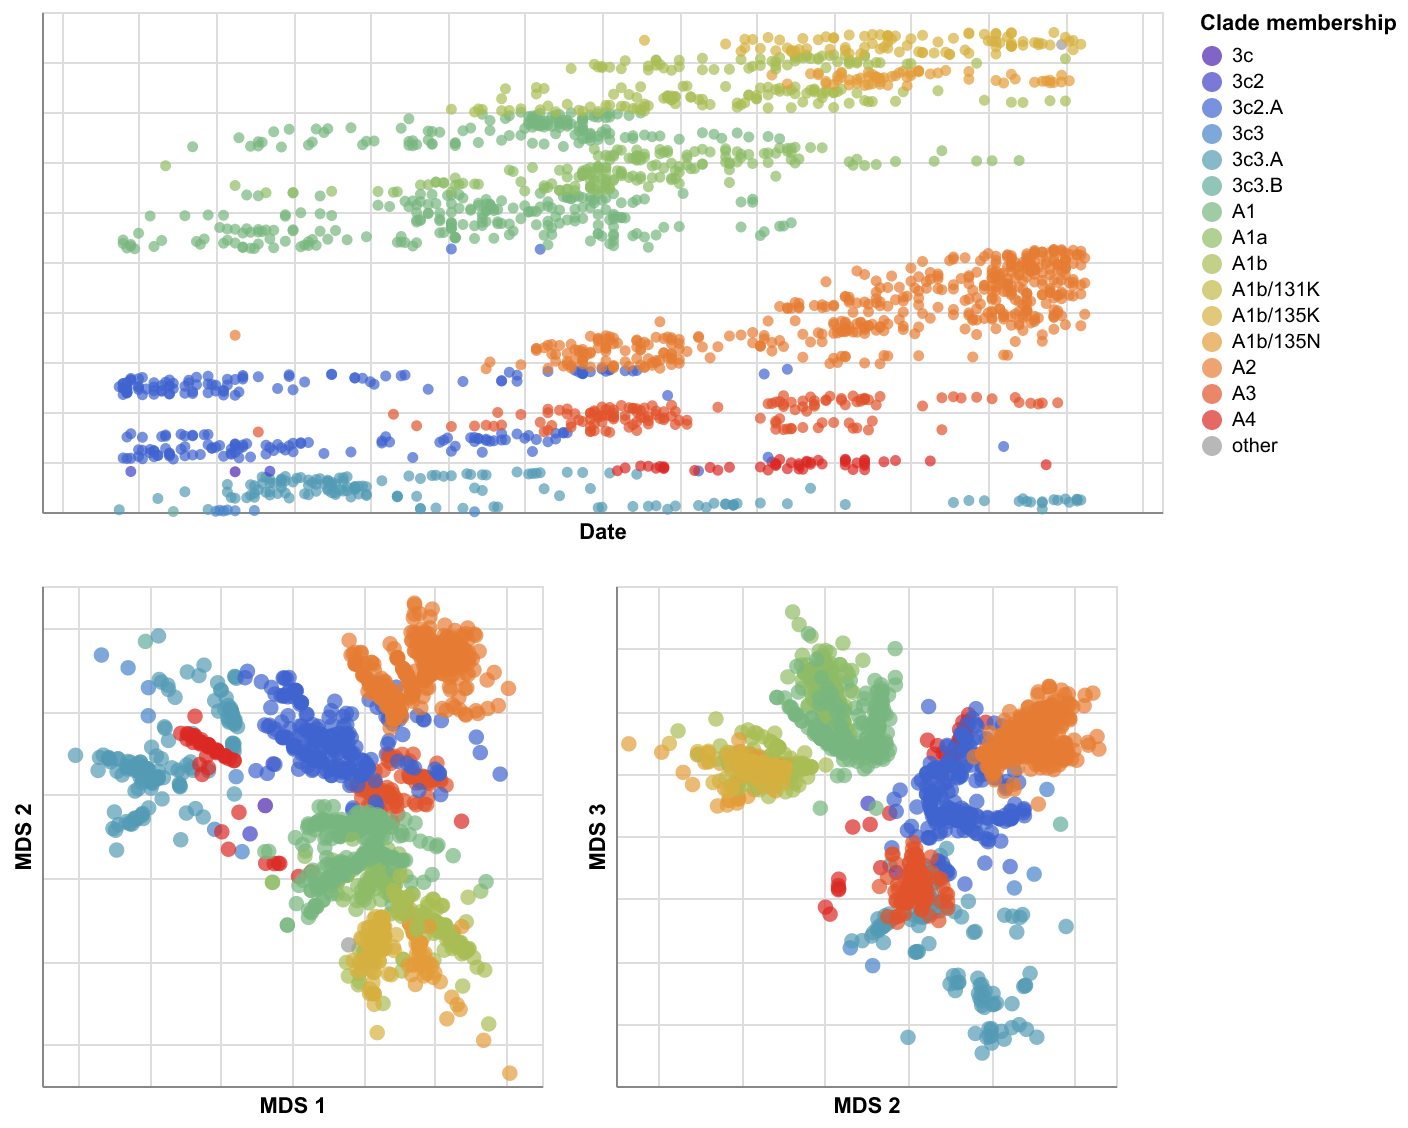 Clade membership
3c
3c2
3c2.A
3c3
3c3.A
3c3.B
A1
A1a
A1b
A1b/131K
A1b/135K
A1b/135N
A2
A3
A4
other
Date
MDS 2
MDS 1
MDS 3
MDS 2